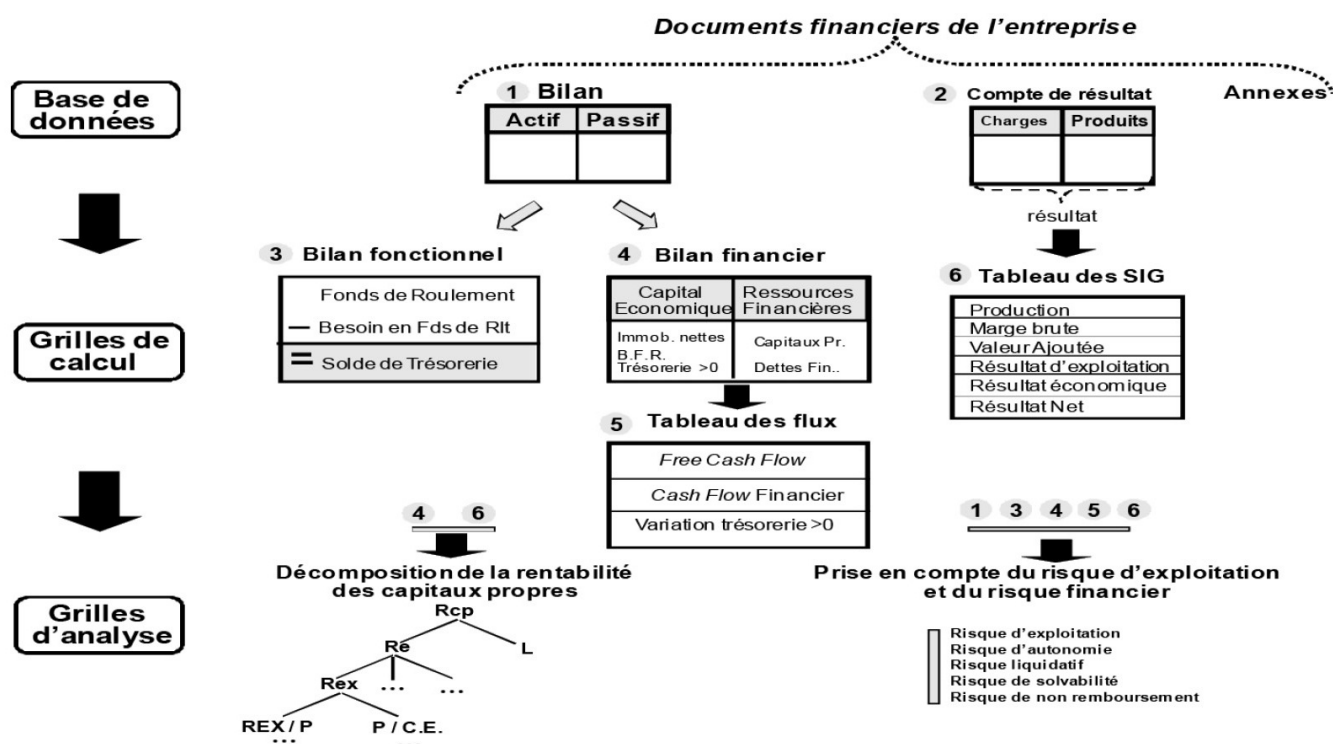 Documents financiers de l'entreprise
Base de
données
1 Bilan
Actif Passif
2 Compte de résultat
Charges Produits
Annexes
résultat
Grilles de
calcul
3 Bilan fonctionnel
Fonds de Roulement
— Besoin en Fds de Rlt
= Solde de Trésorerie
4 Bilan financier
Capital
Economique
Ressources
Financières
Immob. nettes
B.F.R.
Trésorerie >0
Capitaux Pr.
Dettes Fin..
6 Tableau des SIG
Production
Marge brute
Valeur Ajoutée
Résultat d'exploitation
Résultat économique
Résultat Net
5 Tableau des flux
Free Cash Flow
Cash Flow Financier
Variation trésorerie >0
Grilles
d'analyse
4 6
Décomposition de la rentabilité
des capitaux propres
Rcp
Re L
Rex ... ...
REX / P P / C.E.
... ...
1 3 4 5 6
Prise en compte du risque d'exploitation
et du risque financier
Risque d'exploitation
Risque d'autonomie
Risque liquidatif
Risque de solvabilité
Risque de non remboursement